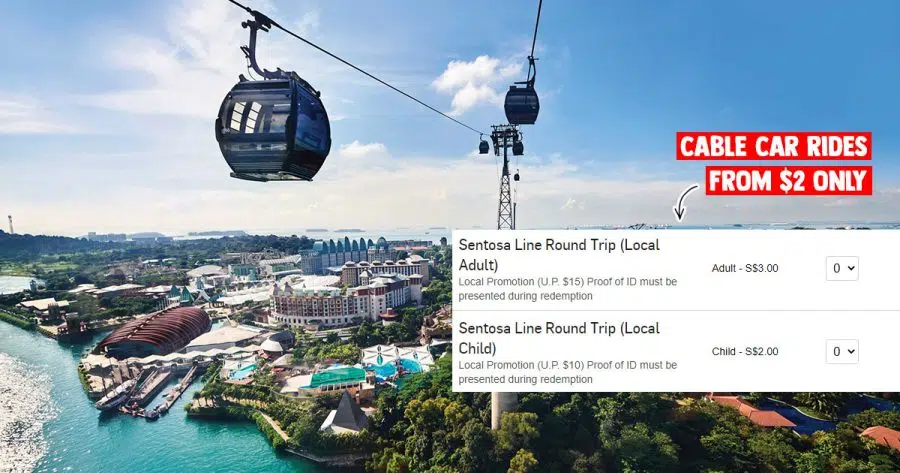 CABLE CAR RIDES
FROM $2 ONLY
Sentosa Line Round Trip (Local
Adult)
Local Promotion (U.P. $15) Proof of ID must be
presented during redemption
Adult - S$3.00
0
Sentosa Line Round Trip (Local
Child)
Local Promotion (U.P. $10) Proof of ID must be
presented during redemption
Child - S$2.00
0